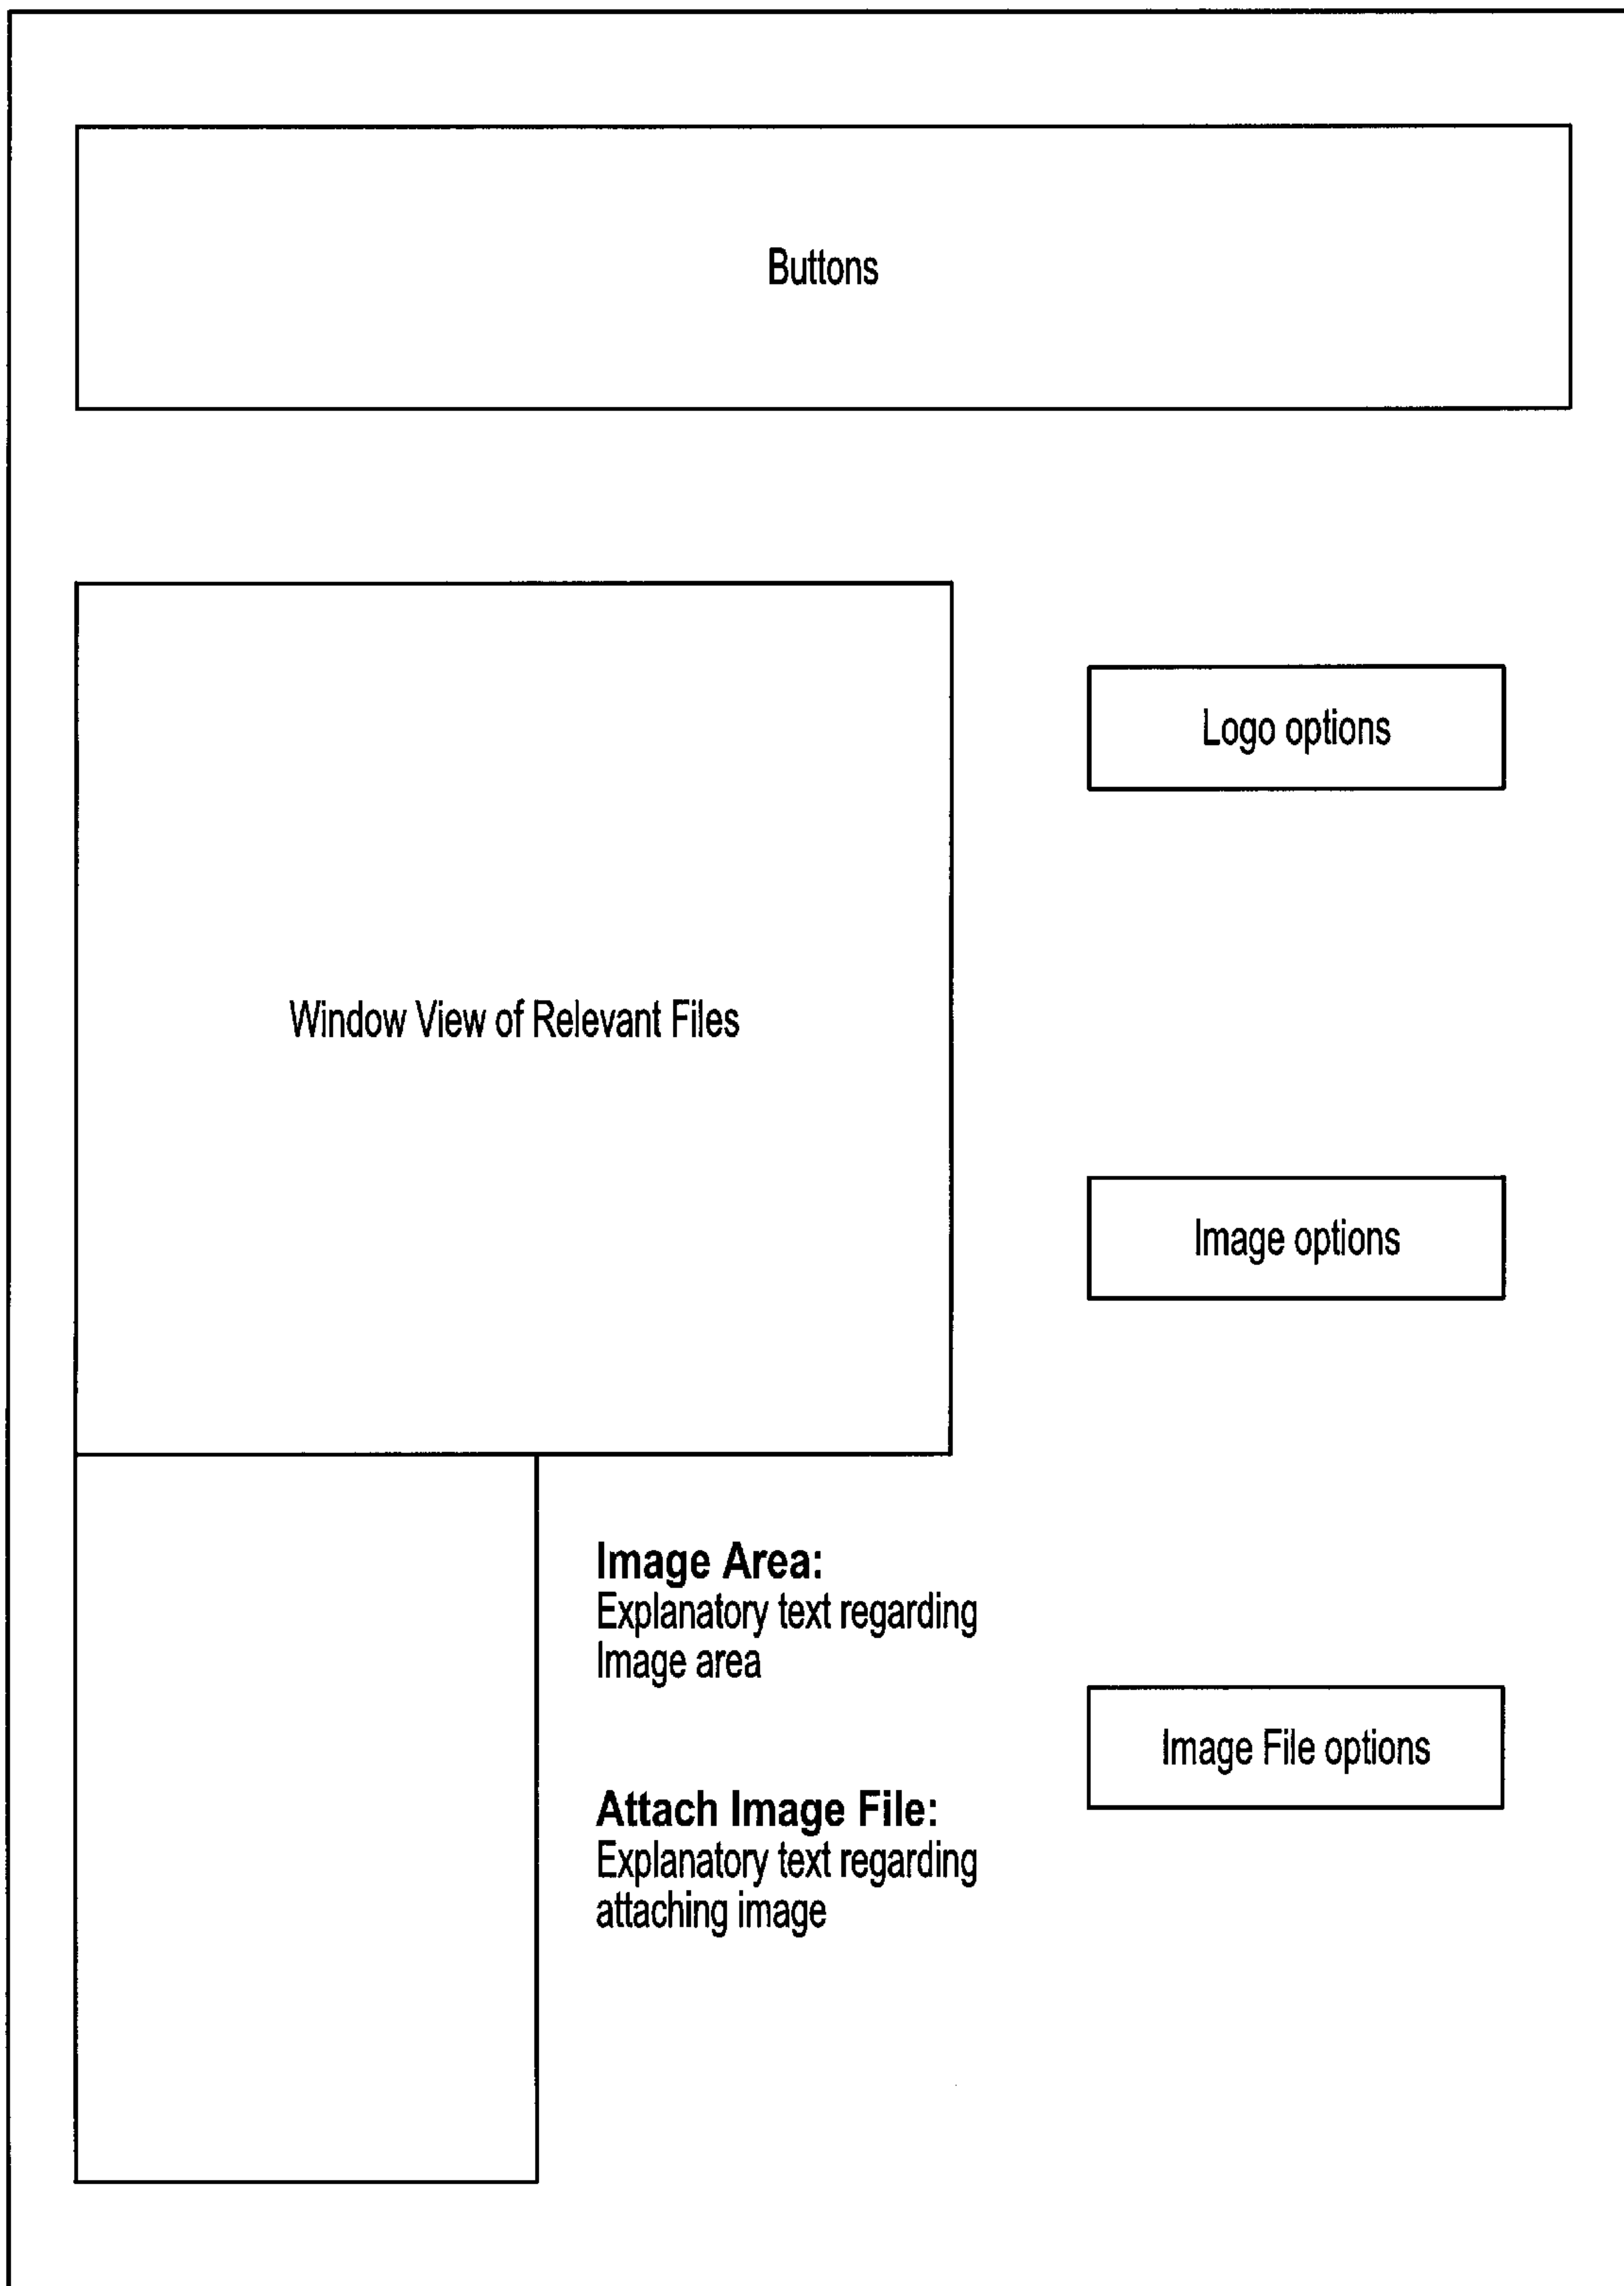 Buttons
Window View of Relevant Files
Logo options
Image options
Image Area:
Explanatory text regarding
Image area
Attach Image File:
Explanatory text regarding
attaching image
Image File options